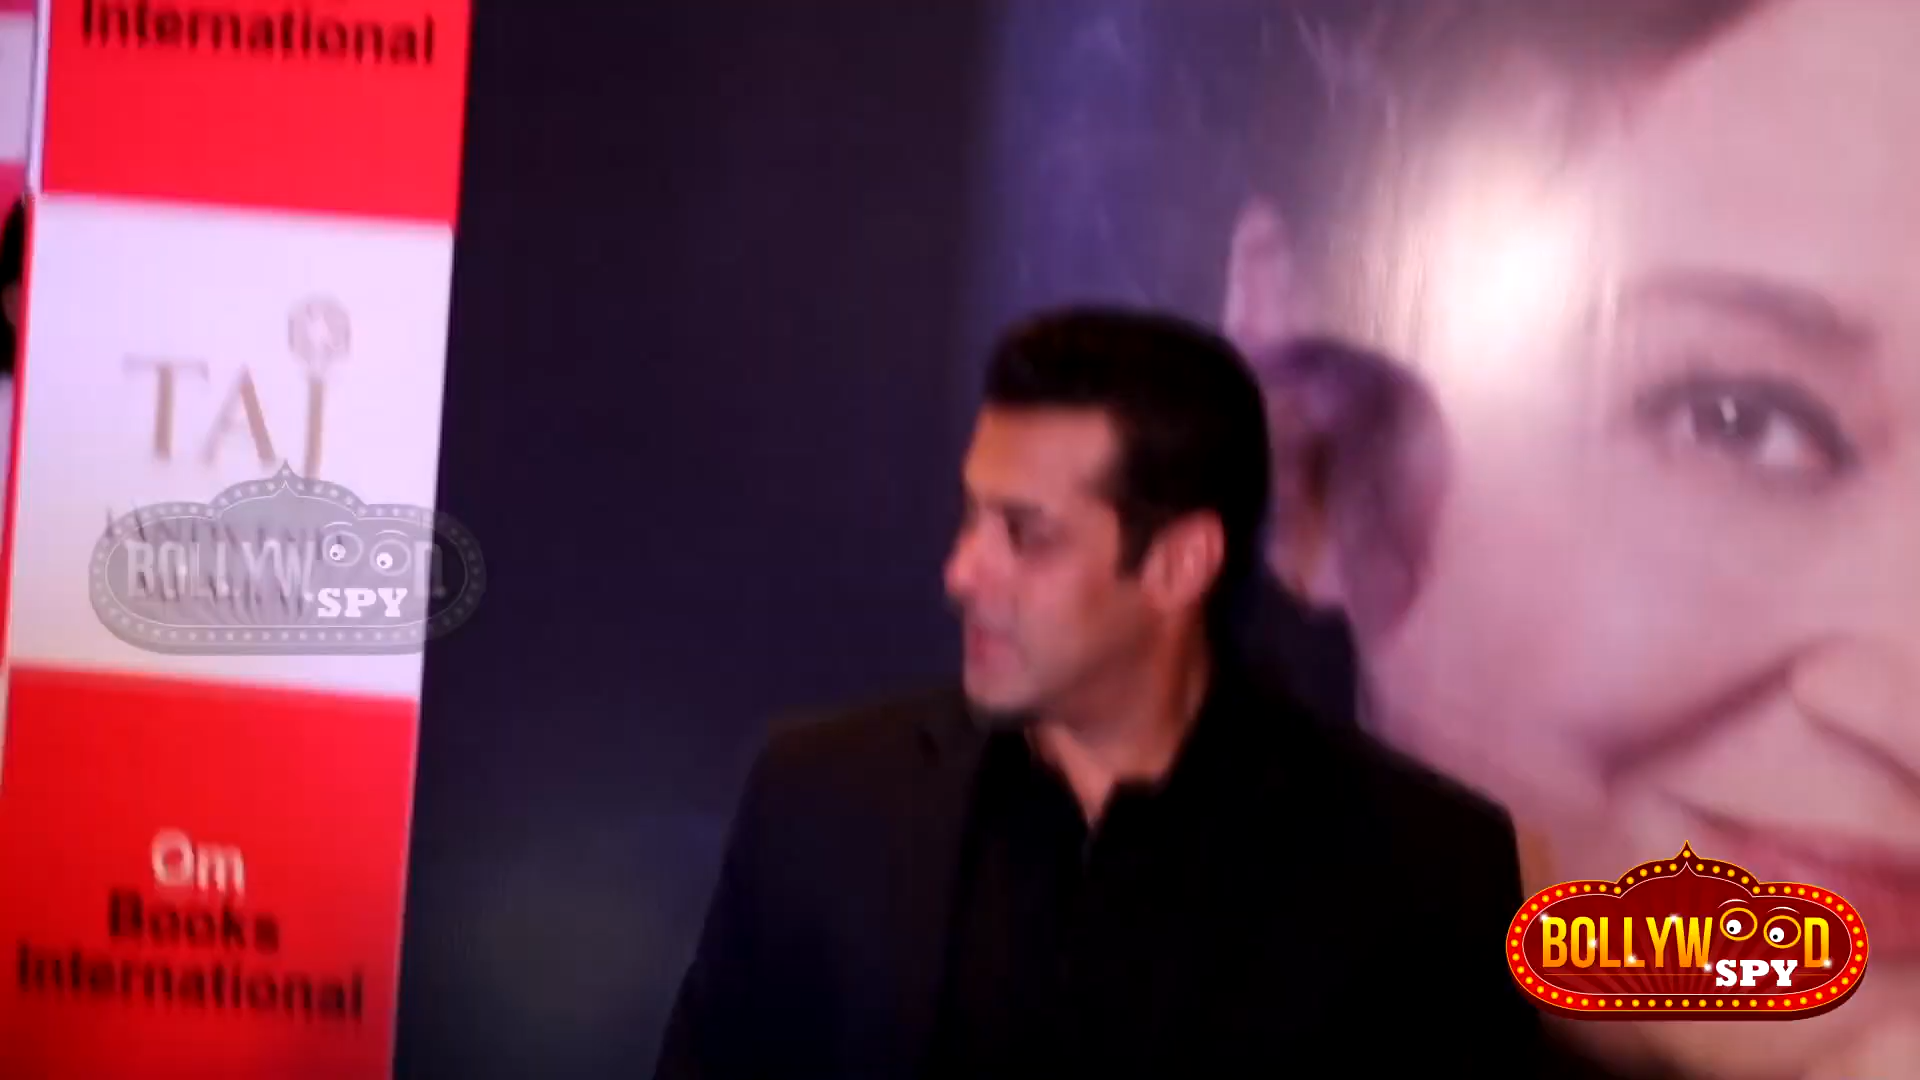 International
TAJ
BOLLYWOOD
SPY
Om
Books
International
BOLLYWOOD
SPY